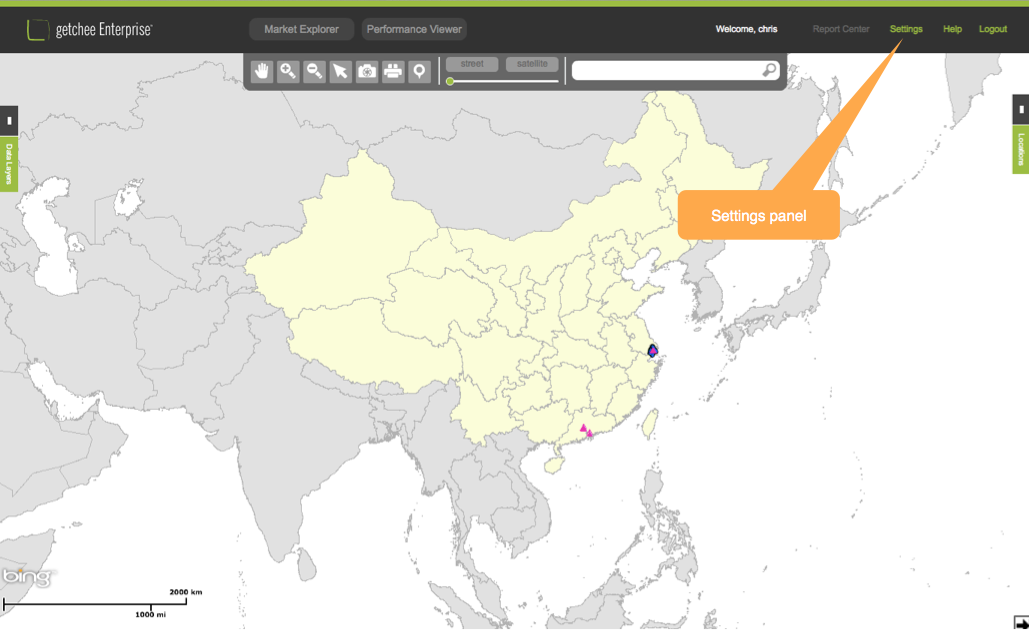 getchee Enterprise
Market Explorer
Performance Viewer
Welcome, chris
Report Center
Settings
Help
Logout
street
satellite
Data Layers
Locations
Settings panel
bing
2000 km
1000 mi